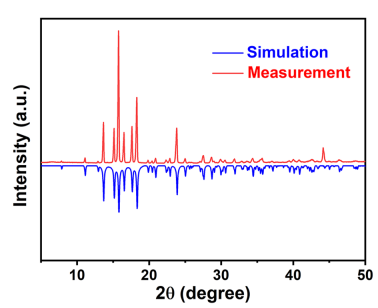 Simulation
Measurement
Intensity (a.u.)
10 20 30 40 50
2θ (degree)